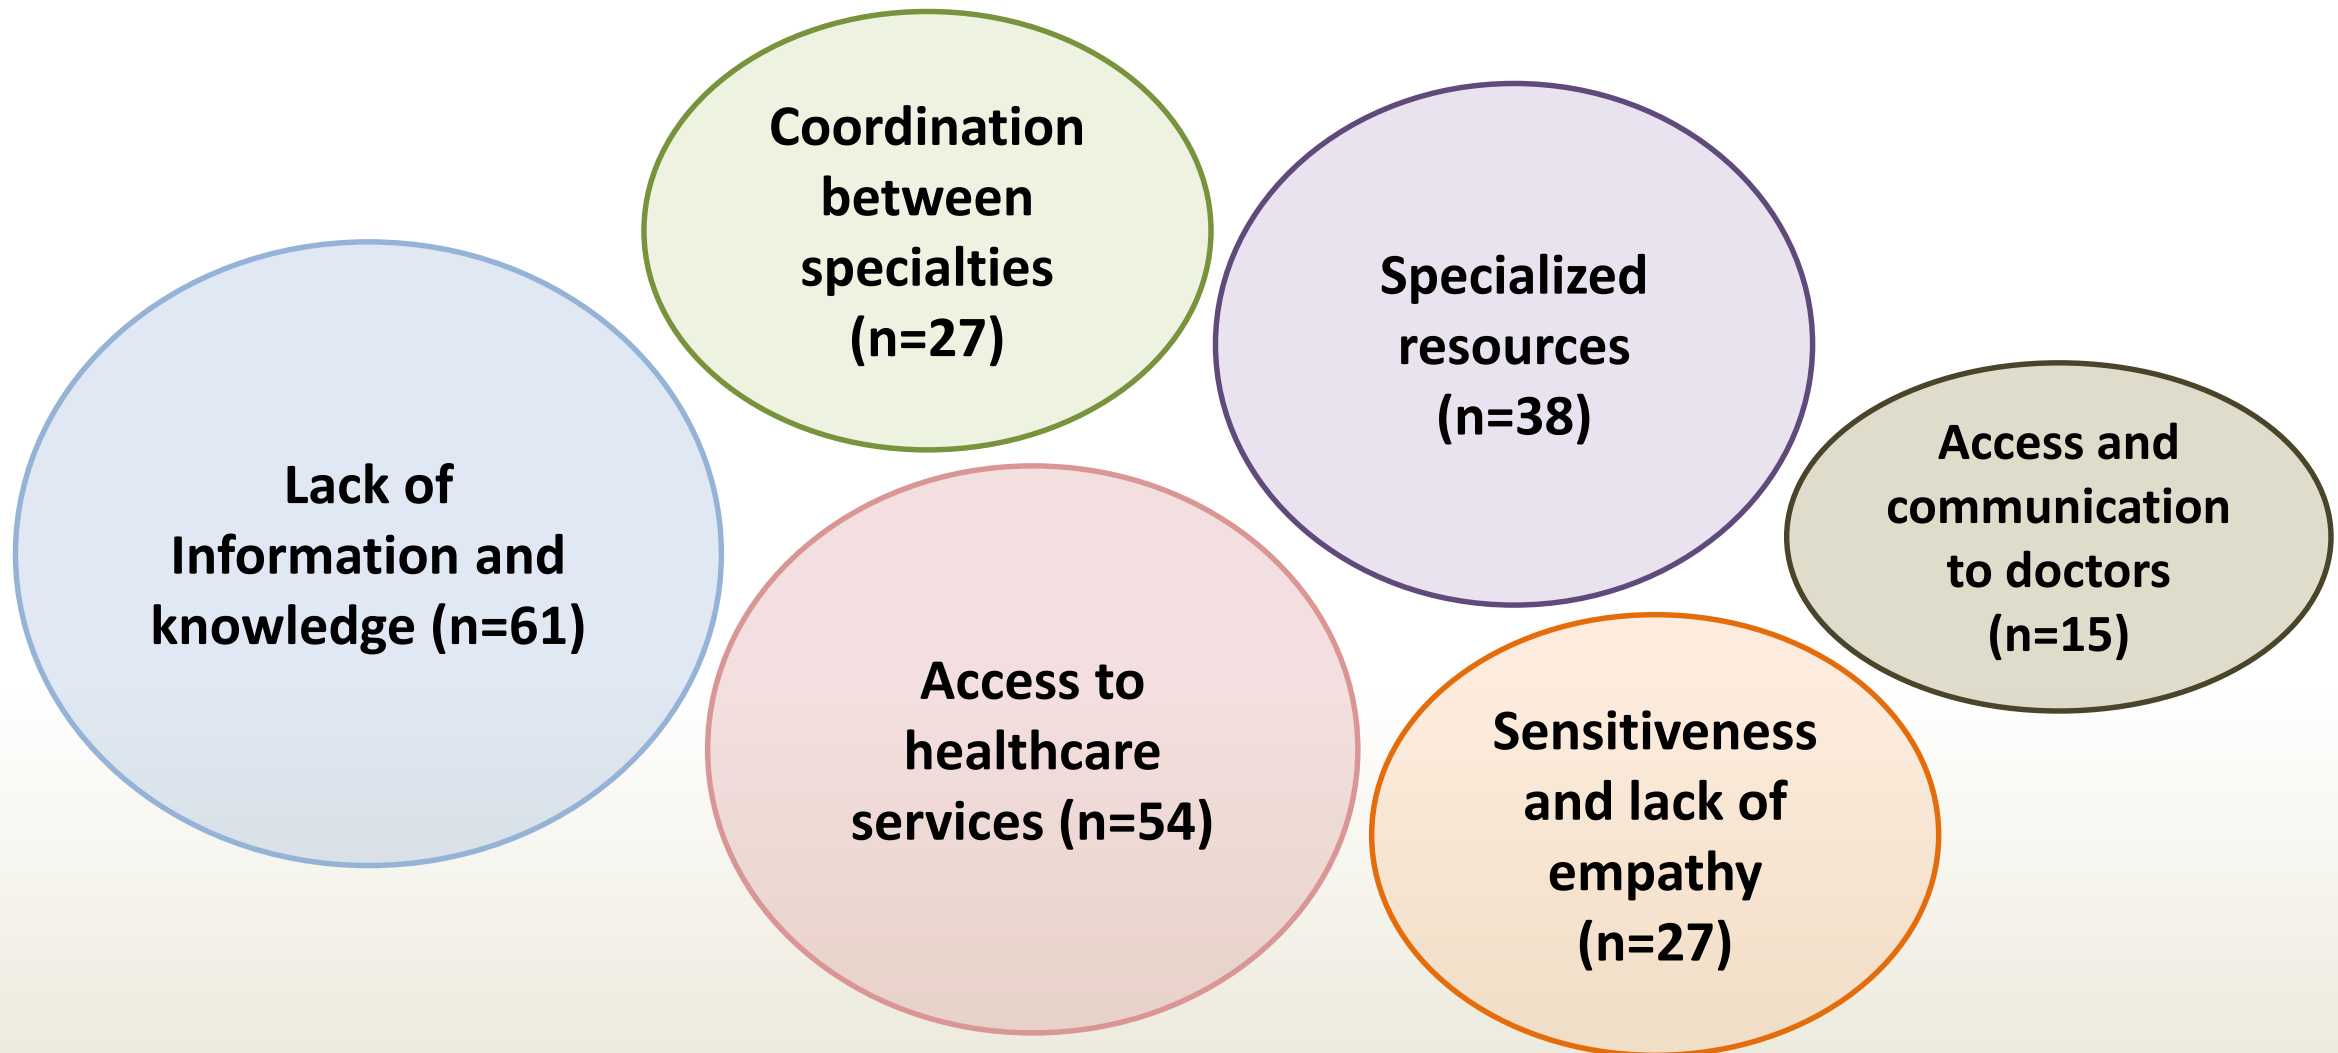 Coordination
between
specialties
(n=27)
Specialized
resources
(n=38)
Access and
communication
to doctors
(n=15)
Lack of
Information and
knowledge (n=61)
Access to
healthcare
services (n=54)
Sensitiveness
and lack of
empathy
(n=27)